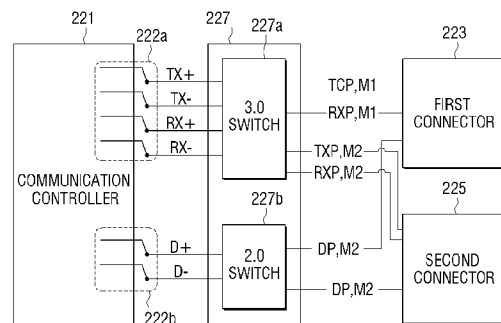 221
222a
227
227a
223
TX+
TX-
RX+
RX-
3.0
SWITCH
TCP,M1
RXP,M1
TXP,M2
RXP,M2
FIRST
CONNECTOR
COMMUNICATION
CONTROLLER
227b
225
D+
D-
2.0
SWITCH
DP,M2
DP,M2
SECOND
CONNECTOR
222b